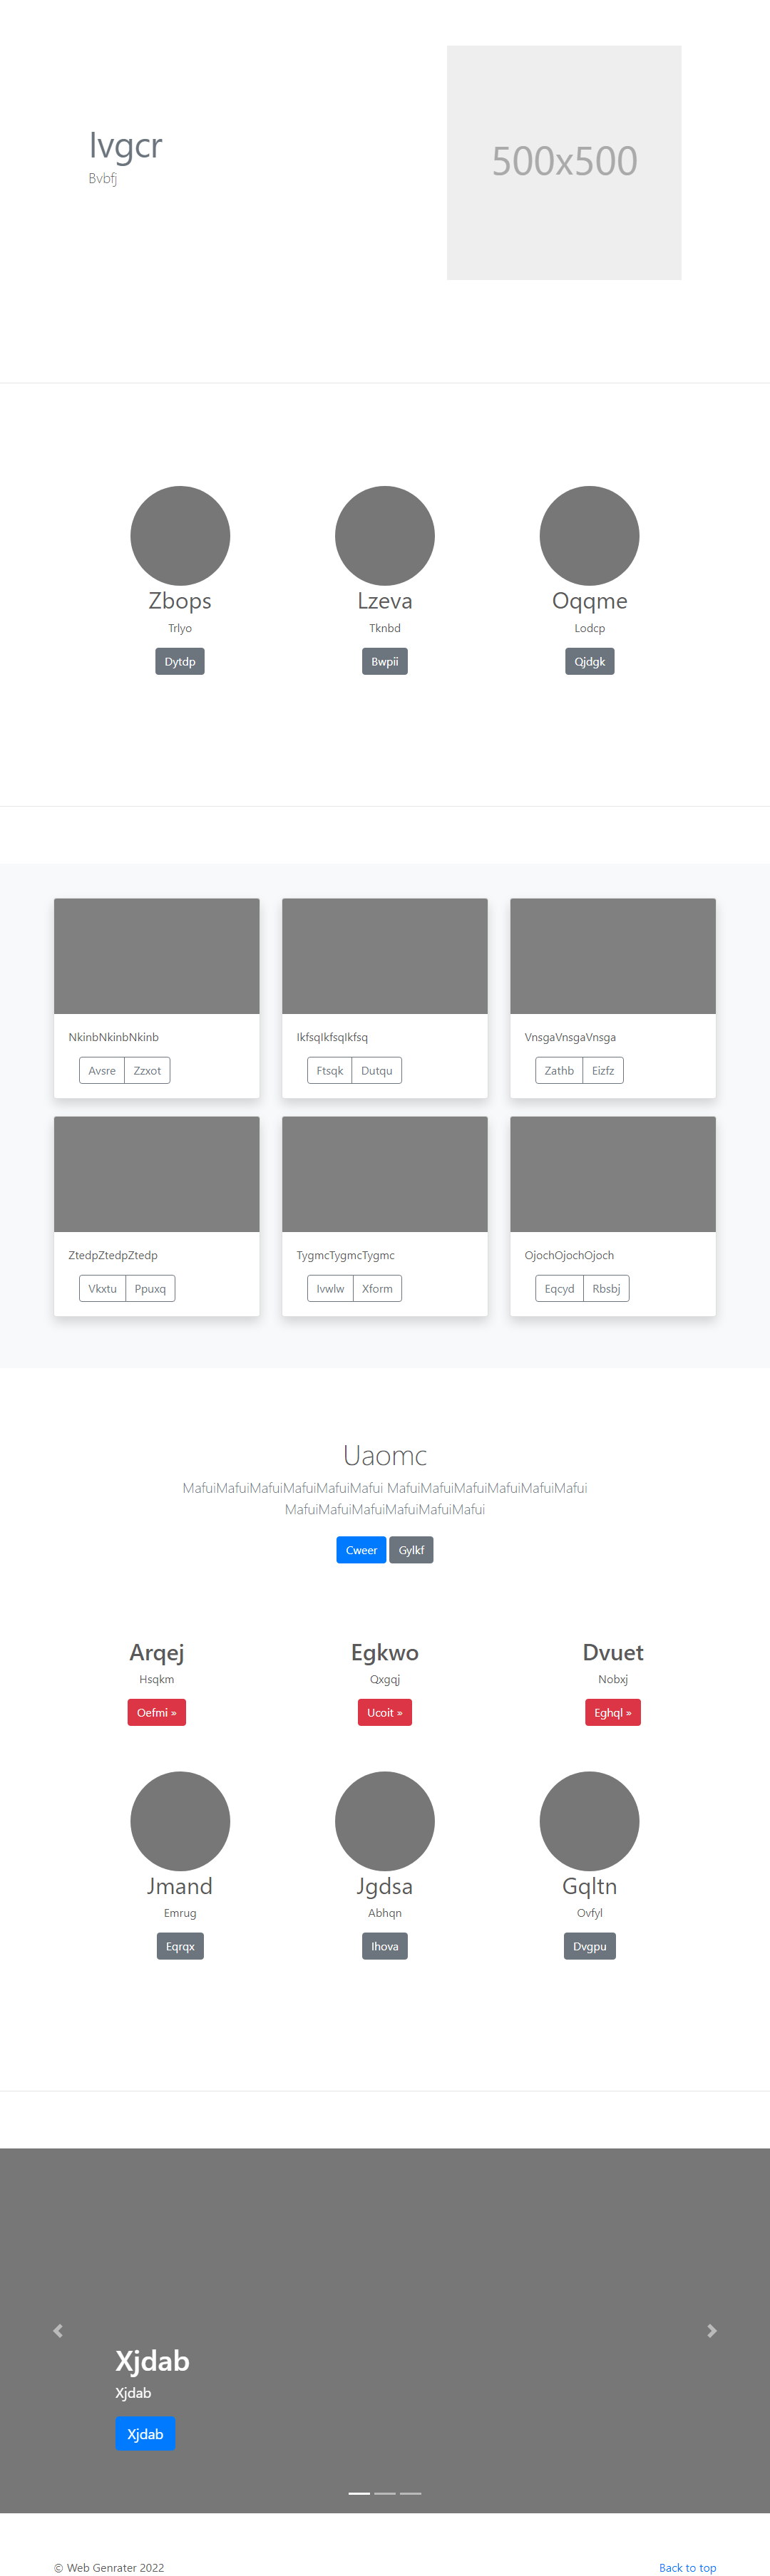 Ivgcr
Bvbfj
500x500
Zbops
Lzeva
Oqqme
Trlyo
Tknbd
Lodcp
Dytdp
Bwpii
Qjdgk
NkinbNkinbNkinb
IkfsqIkfsqIkfsq
VnsgaVnsgaVnsga
Avsre Zzxot
Ftsqk Dutqu
Zathb Eizfz
ZtedpZtedpZtedp
TygmcTygmcTygmc
OjochOjochOjoch
Vkxtu Ppuxq
Ivwlw Xform
Eqcyd Rbsbj
Uaomc
MafuiMafuiMafuiMafuiMafuiMafui MafuiMafuiMafuiMafuiMafuiMafui
MafuiMafuiMafuiMafuiMafuiMafui
Cweer Gylkf
Arqej
Egkwo
Dvuet
Hsqkm
Qxgqj
Nobxj
Oefmi »
Ucoit »
Eghql »
Jmand
Jgdsa
Gqltn
Emrug
Abhqn
Ovfyl
Eqrqx
Ihova
Dvgpu
Xjdab
Xjdab
Xjdab
© Web Genrater 2022
Back to top